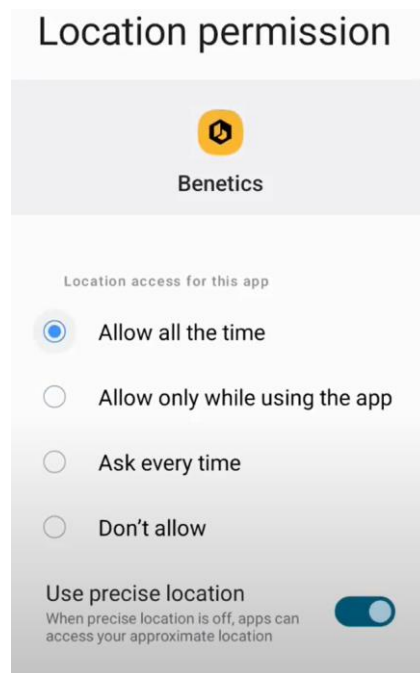 Location permission
Benetics
Location access for this app
Allow all the time
Allow only while using the app
Ask every time
Don’t allow
Use precise location
When precise location is off, apps can
access your approximate location